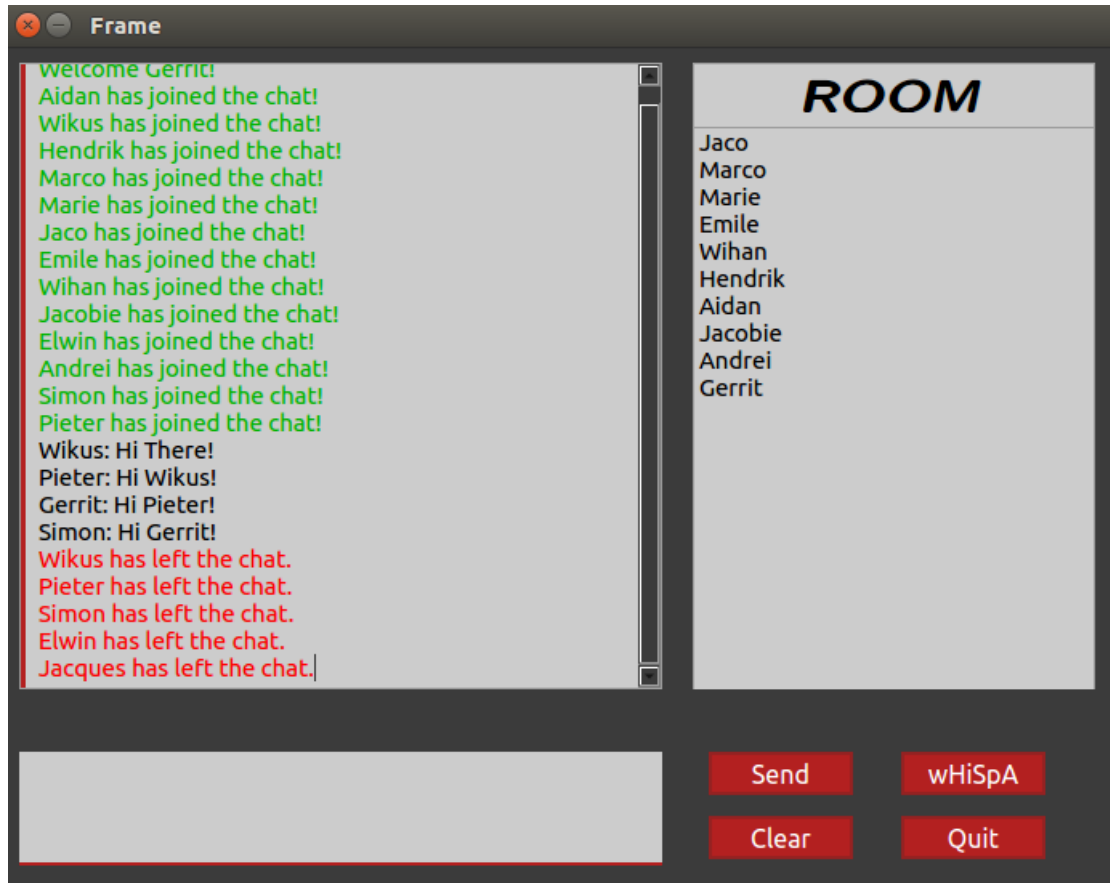 Frame
Welcome Gerrit!
Aidan has joined the chat!
Wikus has joined the chat!
Hendrik has joined the chat!
Marco has joined the chat!
Marie has joined the chat!
Jaco has joined the chat!
Emile has joined the chat!
Wihan has joined the chat!
Jacobie has joined the chat!
Elwin has joined the chat!
Andrei has joined the chat!
Simon has joined the chat!
Pieter has joined the chat!
Wikus: Hi There!
Pieter: Hi Wikus!
Gerrit: Hi Pieter!
Simon: Hi Gerrit!
Wikus has left the chat.
Pieter has left the chat.
Simon has left the chat.
Elwin has left the chat.
Jacques has left the chat.
ROOM
Jaco
Marco
Marie
Emile
Wihan
Hendrik
Aidan
Jacobie
Andrei
Gerrit
Send
wHiSpA
Clear
Quit